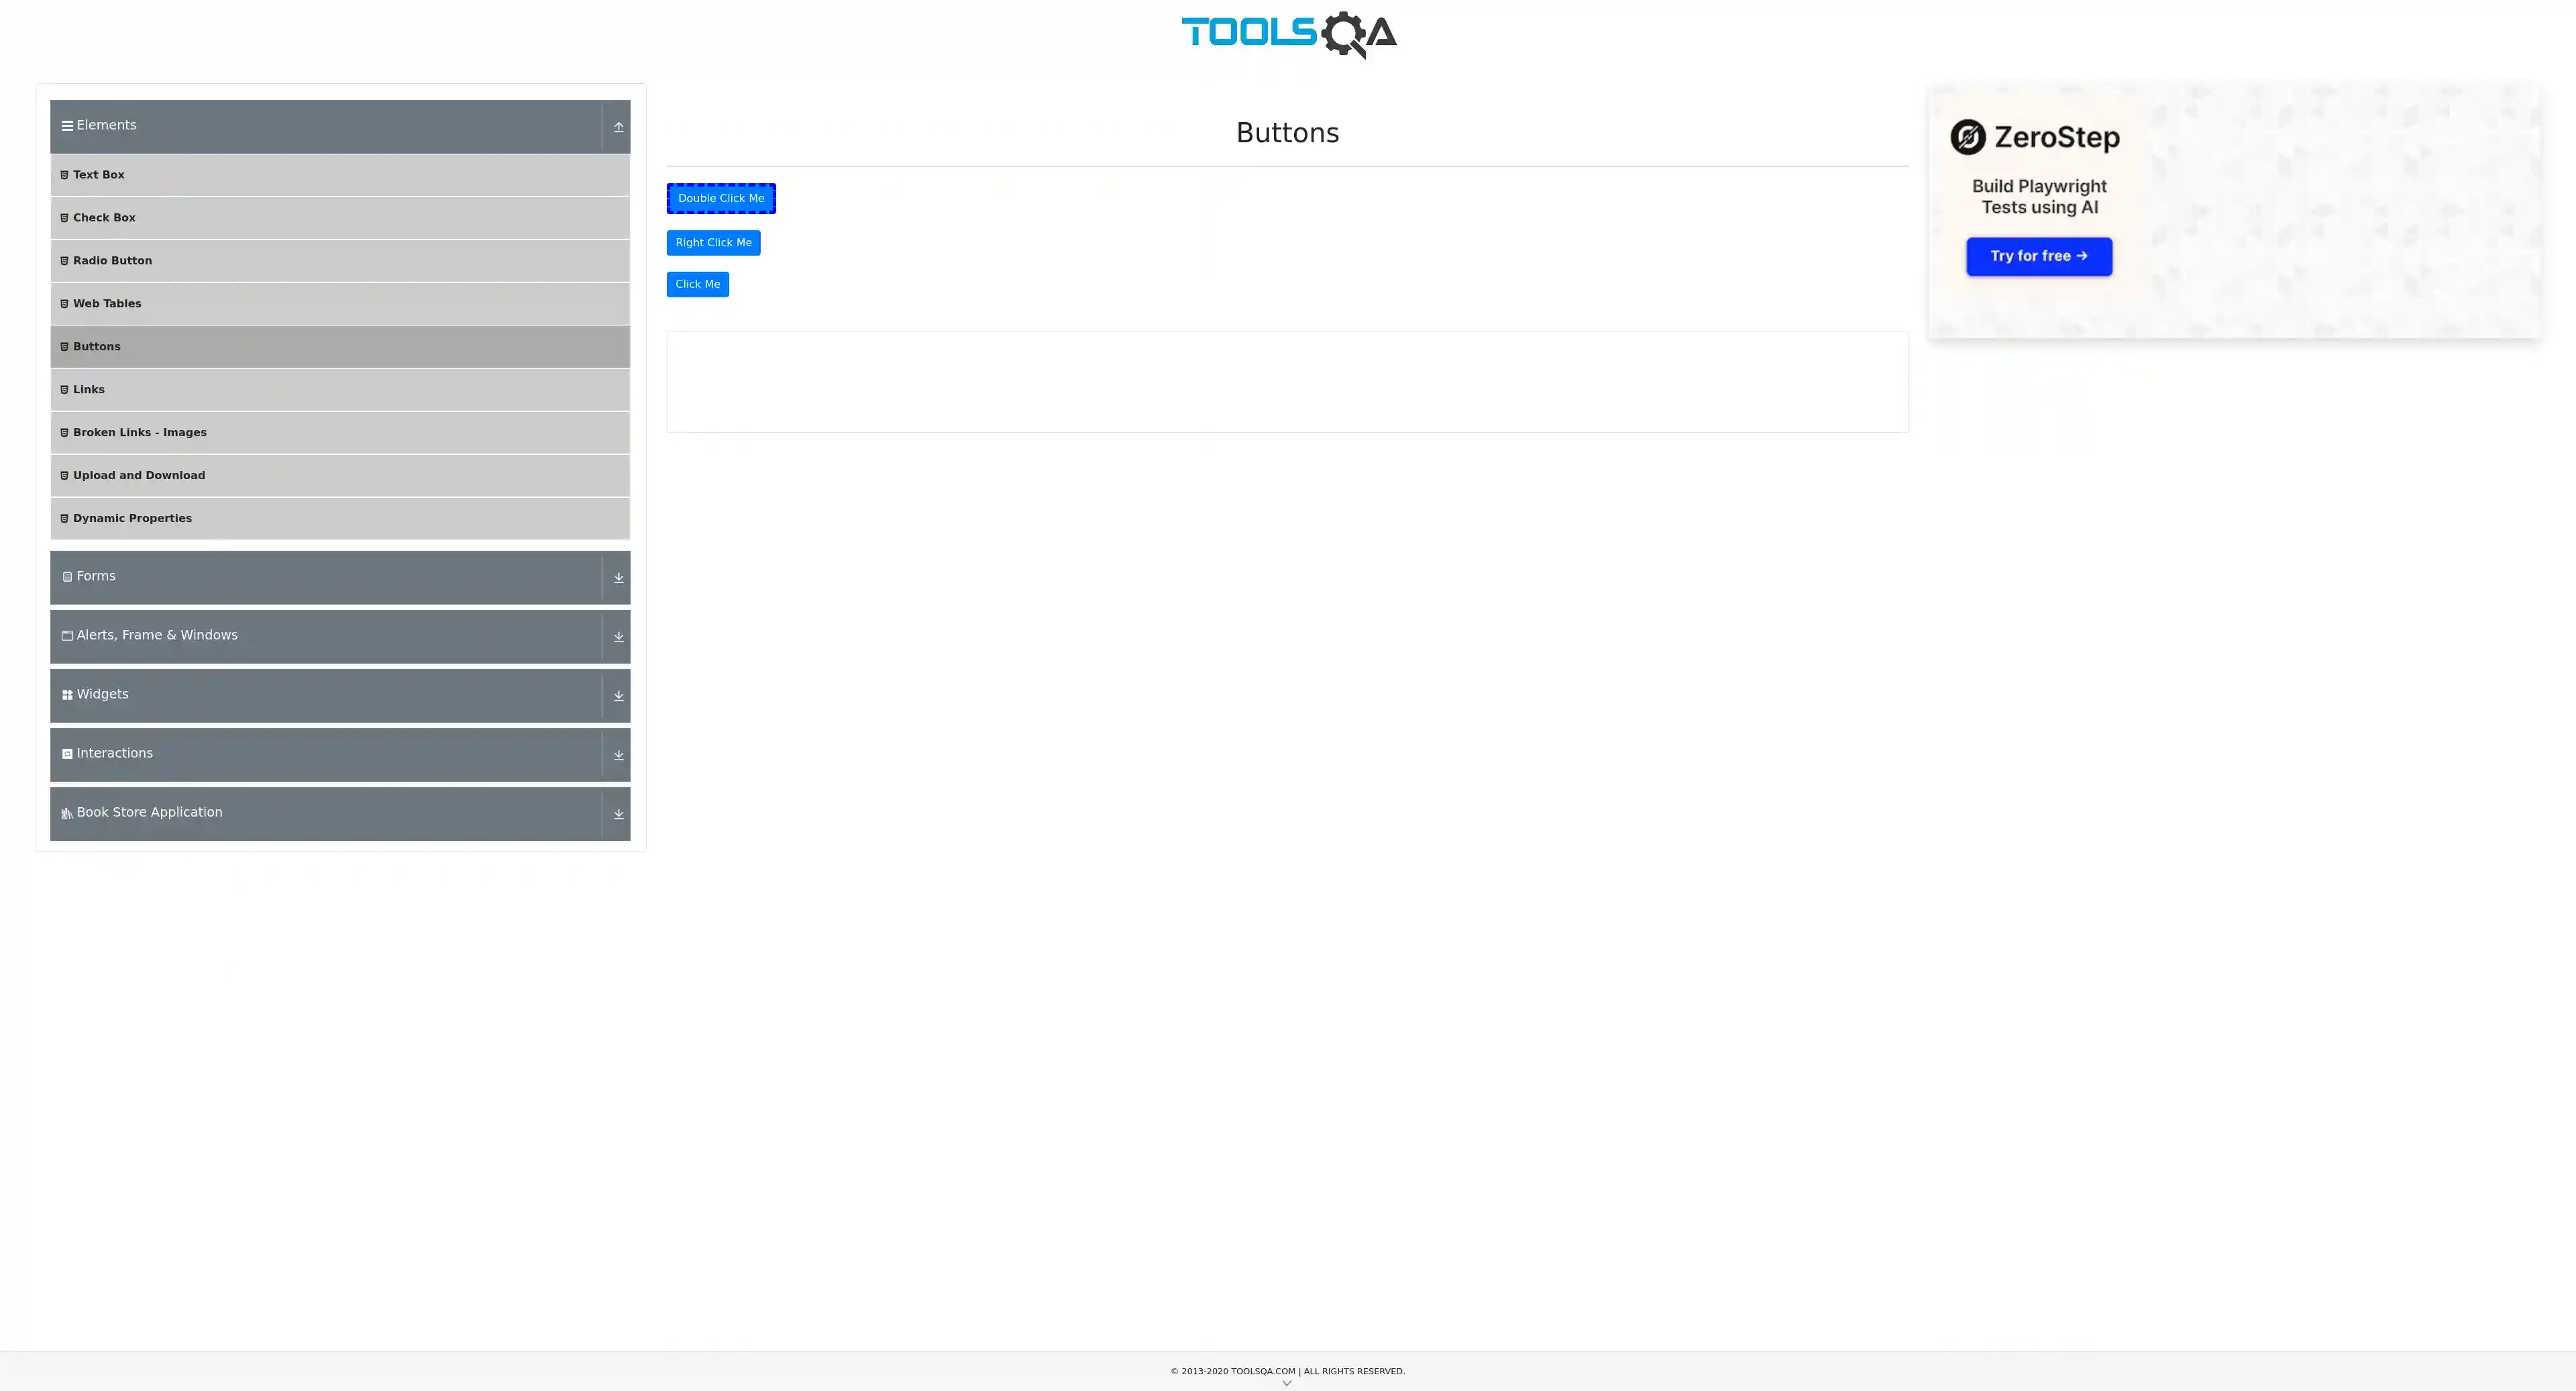 TOOLSQA
Elements
Text Box
Check Box
Radio Button
Web Tables
Buttons
Links
Broken Links - Images
Upload and Download
Dynamic Properties
Forms
Alerts, Frame & Windows
Widgets
Interactions
Book Store Application
Buttons
Double Click Me
Right Click Me
Click Me
ZeroStep
Build Playwright
Tests using AI
Try for free →
© 2013-2020 TOOLSQA.COM | ALL RIGHTS RESERVED.